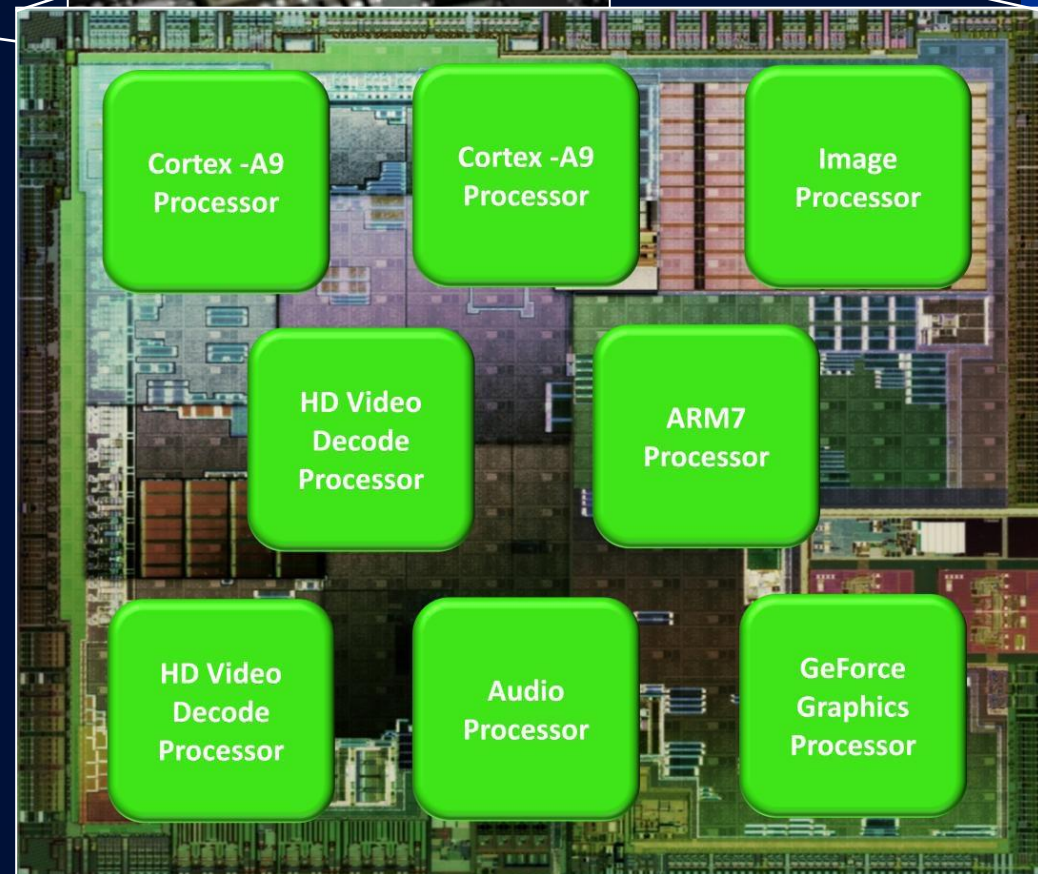 Cortex -A9
Processor
Cortex -A9
Processor
Image
Processor
HD Video
Decode
Processor
ARM7
Processor
HD Video
Decode
Processor
Audio
Processor
GeForce
Graphics
Processor